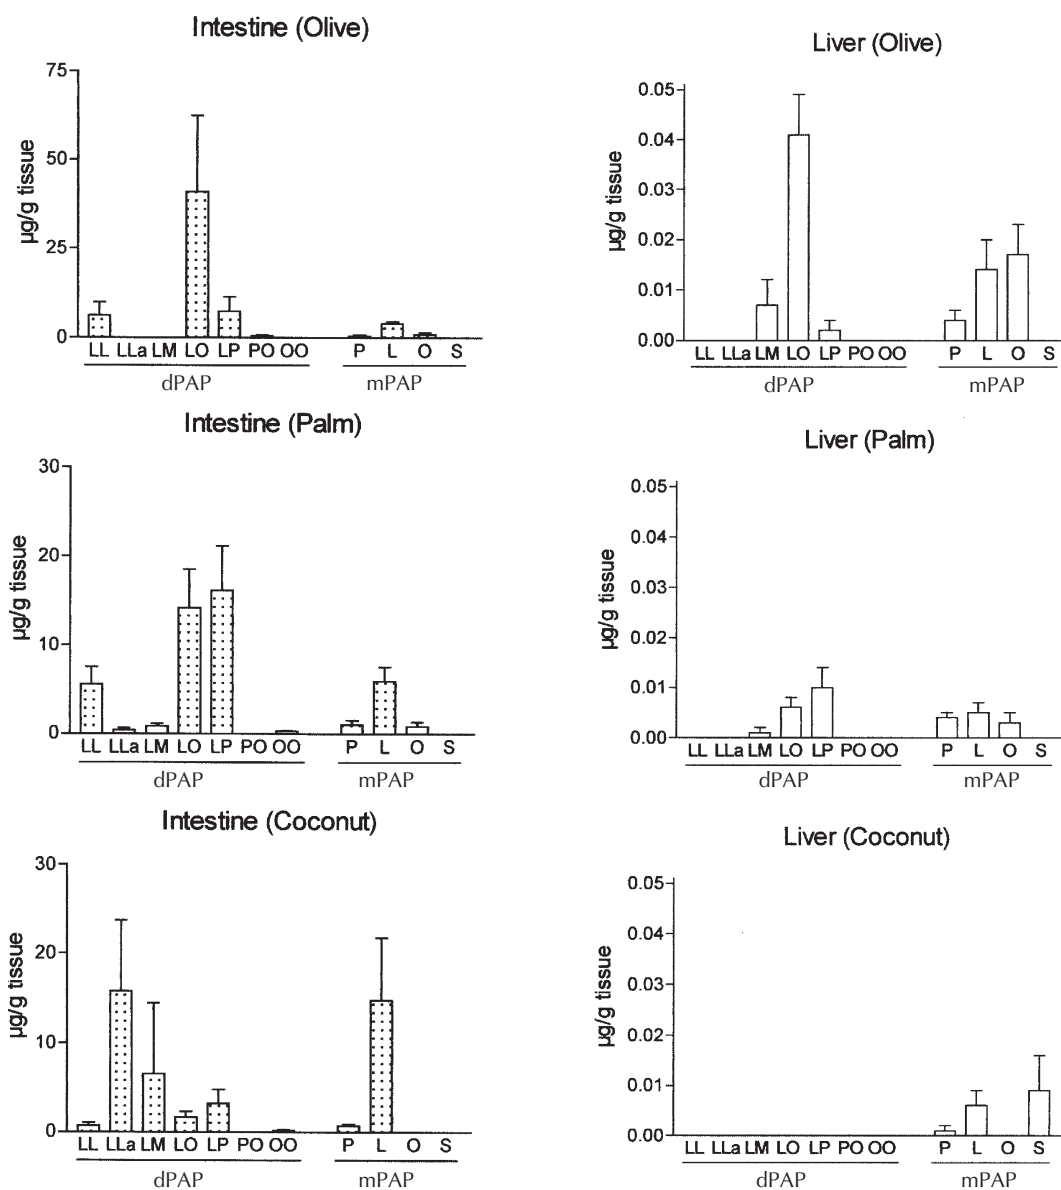 Intestine (Olive)
75
50
25
0
µg/g tissue
LL LLa LM LO LP PO OO P L O S
dPAP mPAP
Liver (Olive)
0.05
0.04
0.03
0.02
0.01
0.00
µg/g tissue
LL LLa LM LO LP PO OO P L O S
dPAP mPAP
Intestine (Palm)
30
20
10
0
µg/g tissue
LL LLa LM LO LP PO OO P L O S
dPAP mPAP
Liver (Palm)
0.05
0.04
0.03
0.02
0.01
0.00
µg/g tissue
LL LLa LM LO LP PO OO P L O S
dPAP mPAP
Intestine (Coconut)
30
20
10
0
µg/g tissue
LL LLa LM LO LP PO OO P L O S
dPAP mPAP
Liver (Coconut)
0.05
0.04
0.03
0.02
0.01
0.00
µg/g tissue
LL LLa LM LO LP PO OO P L O S
dPAP mPAP